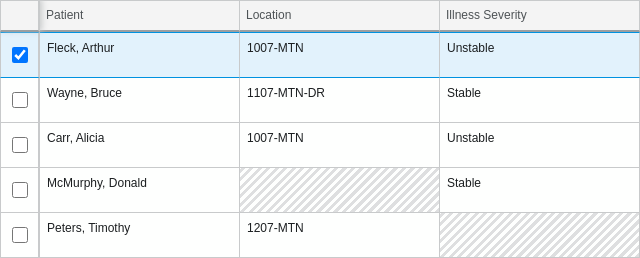 Patient Location Illness Severity
Fleck, Arthur 1007-MTN Unstable
Wayne, Bruce 1107-MTN-DR Stable
Carr, Alicia 1007-MTN Unstable
McMurphy, Donald Stable
Peters, Timothy 1207-MTN